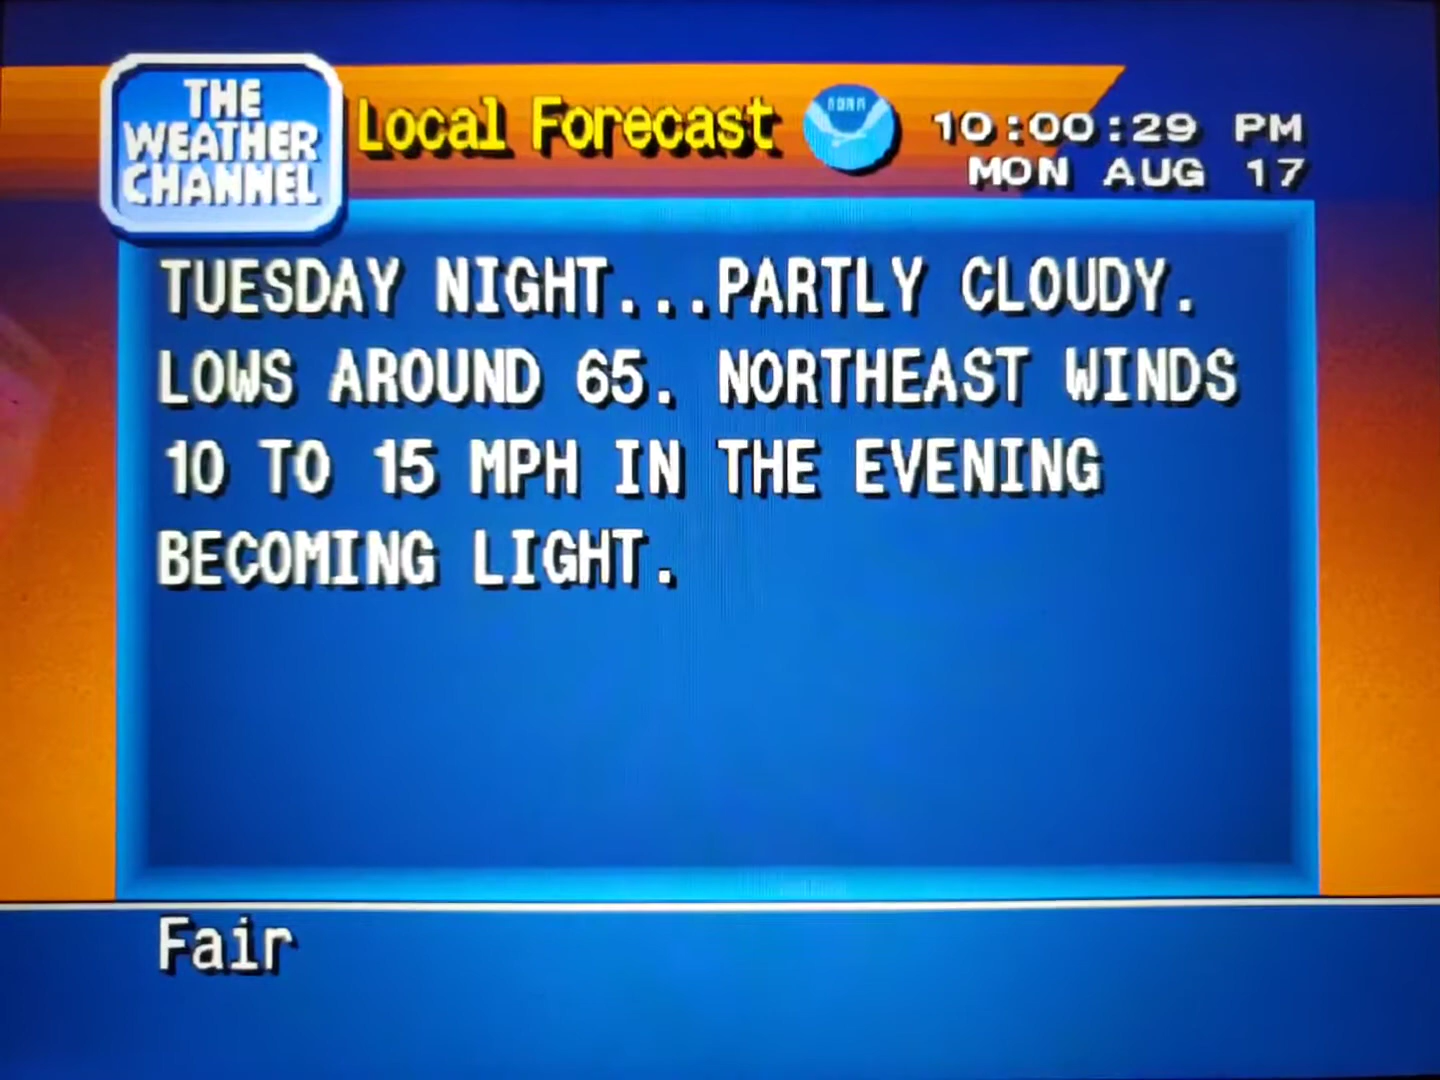 THE
WEATHER
CHANNEL
Local Forecast
NOAA
10:00:29 PM
MON AUG 17
TUESDAY NIGHT...PARTLY CLOUDY.
LOWS AROUND 65. NORTHEAST WINDS
10 TO 15 MPH IN THE EVENING
BECOMING LIGHT.
Fair